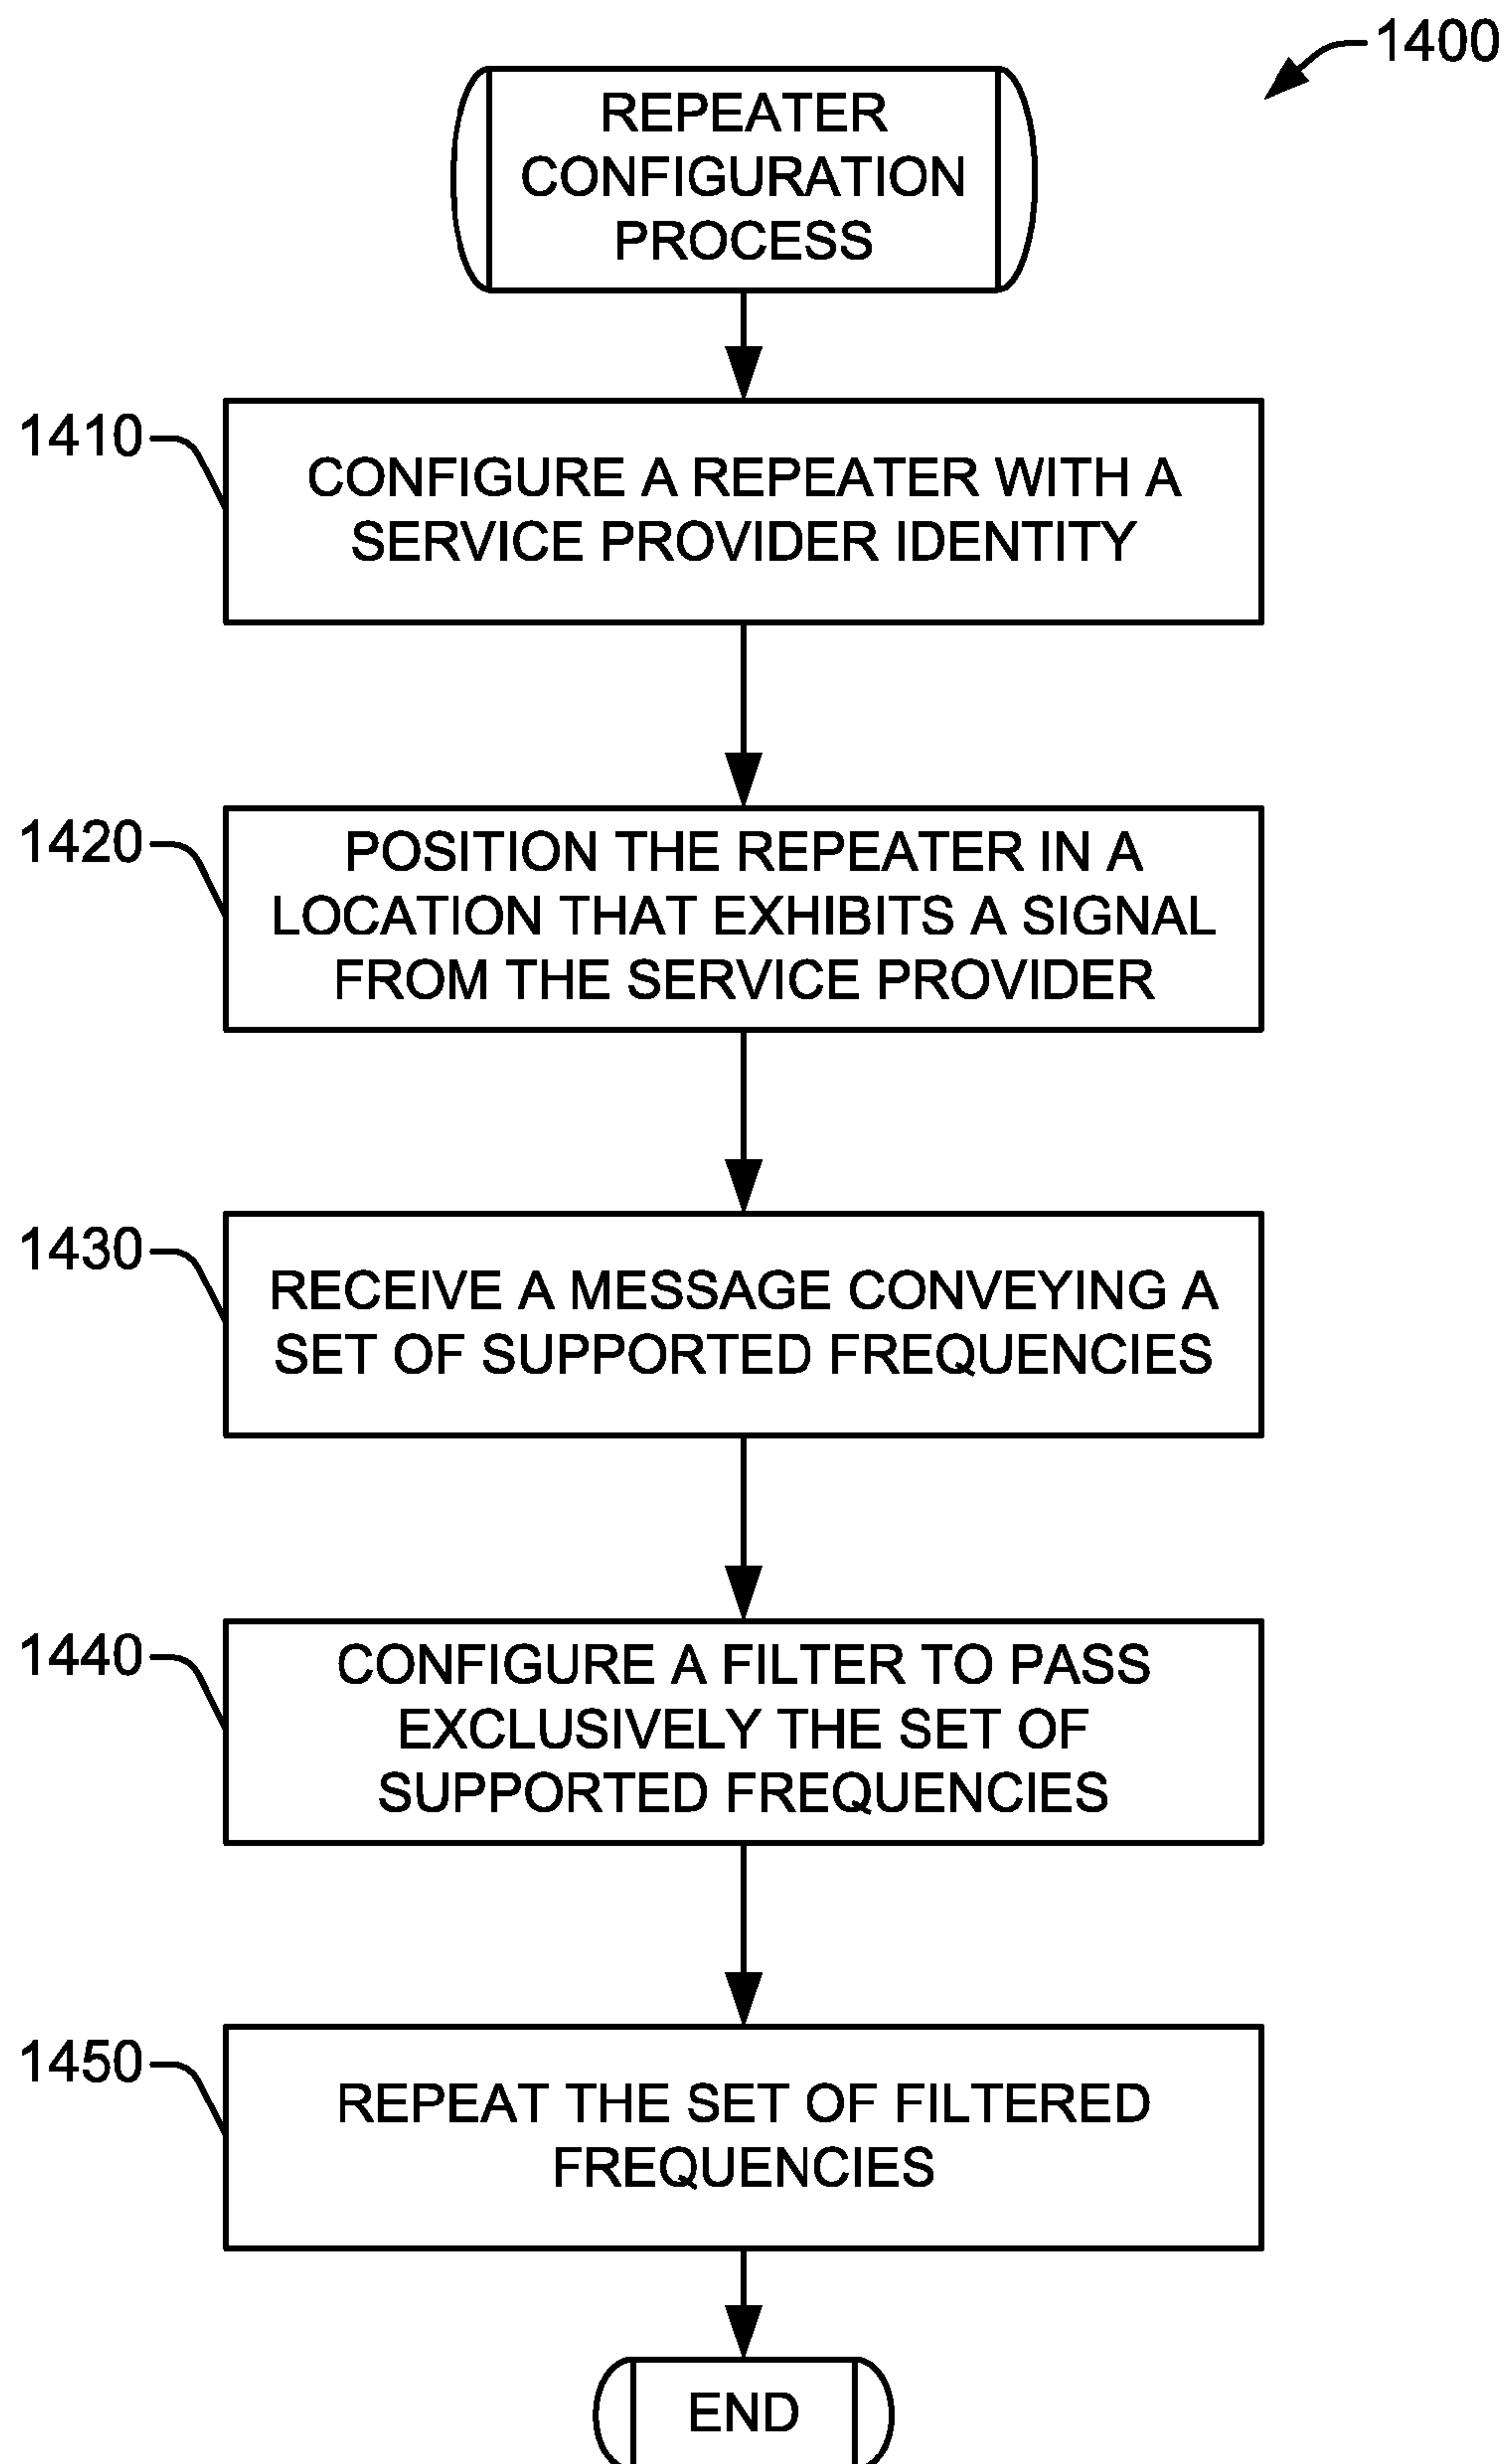 1400
REPEATER
CONFIGURATION
PROCESS
1410
CONFIGURE A REPEATER WITH A
SERVICE PROVIDER IDENTITY
1420
POSITION THE REPEATER IN A
LOCATION THAT EXHIBITS A SIGNAL
FROM THE SERVICE PROVIDER
1430
RECEIVE A MESSAGE CONVEYING A
SET OF SUPPORTED FREQUENCIES
1440
CONFIGURE A FILTER TO PASS
EXCLUSIVELY THE SET OF
SUPPORTED FREQUENCIES
1450
REPEAT THE SET OF FILTERED
FREQUENCIES
END